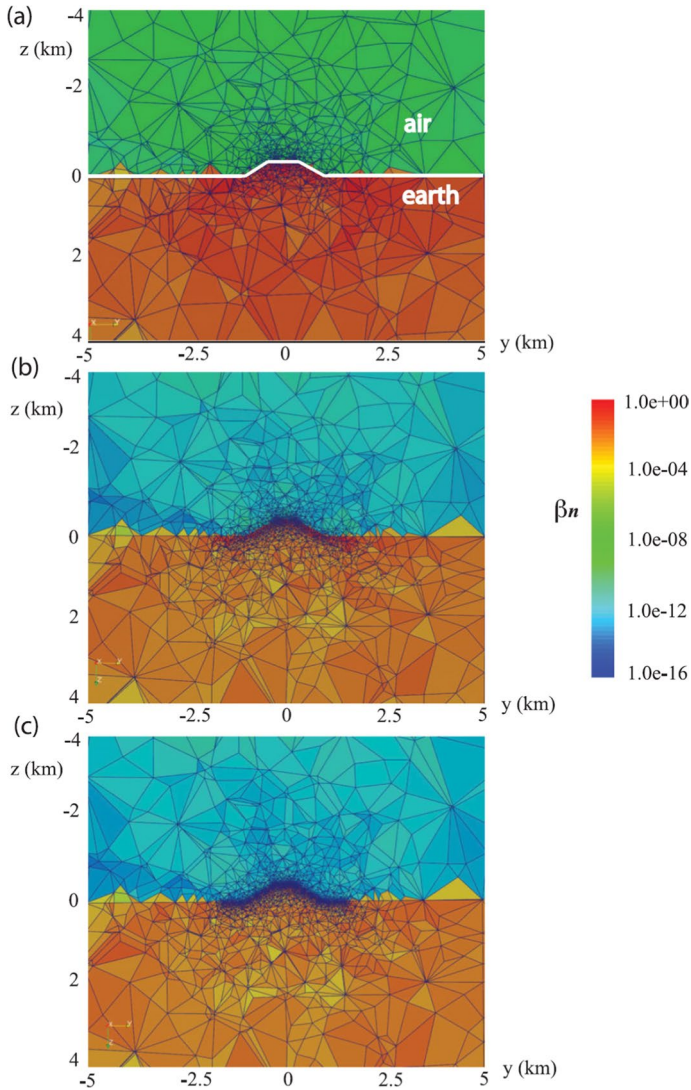 (a)
-4
z (km)
-2
air
0
earth
2
4
-5
-2.5
0
2.5
5
y (km)
x
y
(b)
-4
z (km)
-2
0
2
4
-5
-2.5
0
2.5
5
y (km)
x
y
z
1.0e+00
1.0e-04
βn
1.0e-08
1.0e-12
1.0e-16
(c)
-4
z (km)
-2
0
2
4
-5
-2.5
0
2.5
5
y (km)
x
y
z